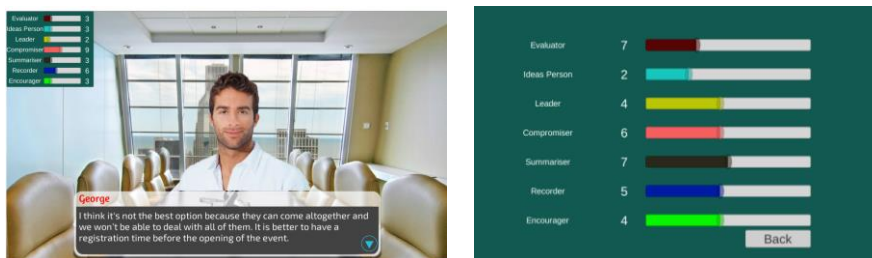 Evaluator 3
Ideas Person 3
Leader 2
Compromiser 9
Summariser 3
Recorder 6
Encourager 3
George
I think it's not the best option because they can come altogether and
we won't be able to deal with all of them. It is better to have a
registration time before the opening of the event.
Evaluator 7
Ideas Person 2
Leader 4
Compromiser 6
Summariser 7
Recorder 5
Encourager 4
Back